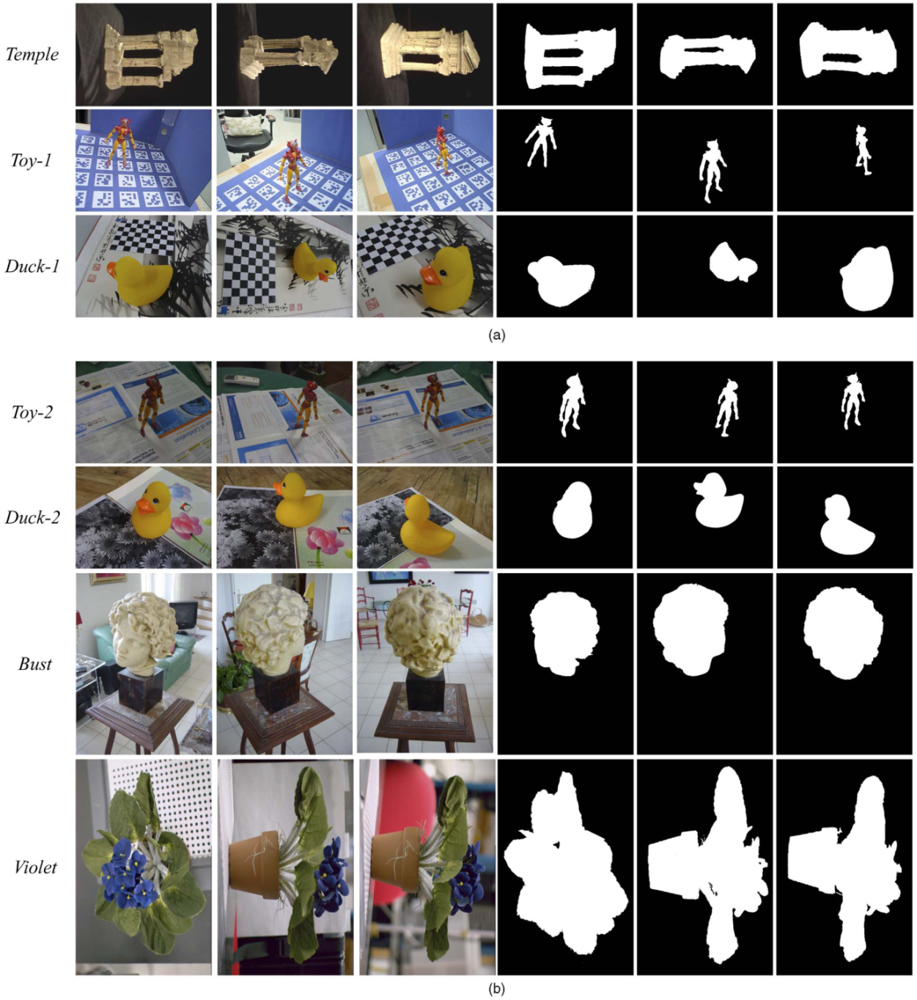 Temple
Toy-1
Duck-1
(a)
Toy-2
Duck-2
Bust
Violet
(b)